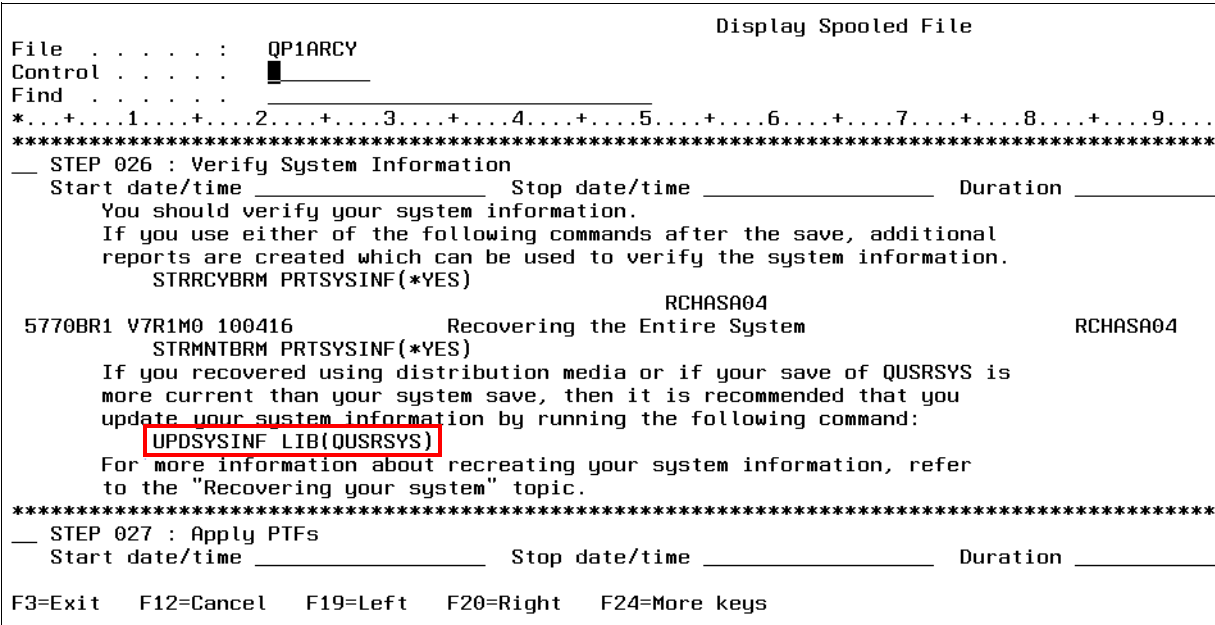 Display Spooled File
File . . . . . :   QP1ARCY
Control . . . . .
Find . . . . . .
*...+....1....+....2....+....3....+....4....+....5....+....6....+....7....+....8....+....9....
**********************************************************************************************
__ STEP 026 : Verify System Information
Start date/time __________________ Stop date/time __________________ Duration ___________
You should verify your system information.
If you use either of the following commands after the save, additional
reports are created which can be used to verify the system information.
STRRCYBRM PRTSYSINF(*YES)
RCHASA04
5770BR1 V7R1M0 100416 Recovering the Entire System RCHASA04
STRMNTBRM PRTSYSINF(*YES)
If you recovered using distribution media or if your save of QUSRSYS is
more current than your system save, then it is recommended that you
update your system information by running the following command:
UPDSYSINF LIB(QUSRSYS)
For more information about recreating your system information, refer
to the "Recovering your system" topic.
**********************************************************************************************
__ STEP 027 : Apply PTFs
Start date/time __________________ Stop date/time __________________ Duration ___________
F3=Exit   F12=Cancel   F19=Left   F20=Right   F24=More keys